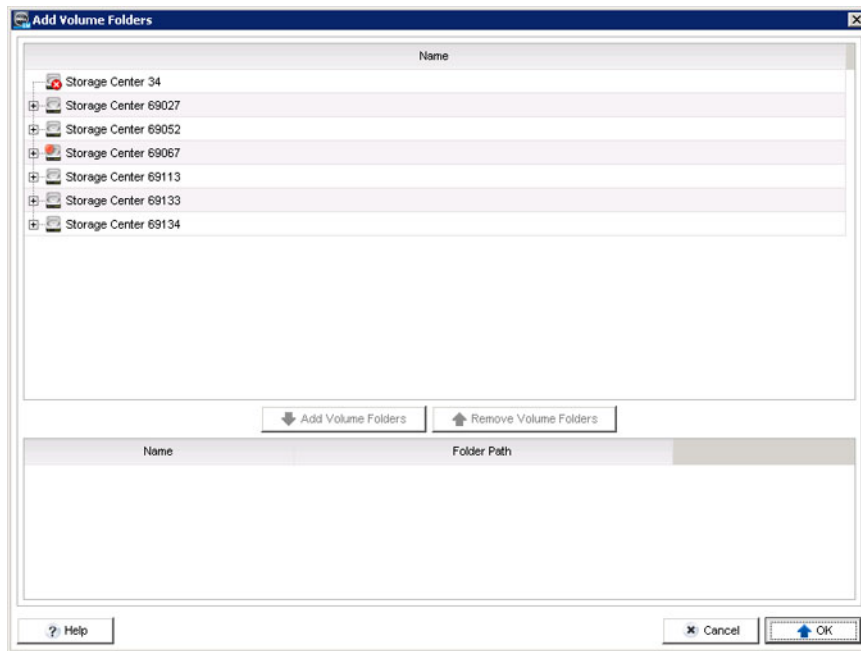 Add Volume Folders
Name
Storage Center 34
Storage Center 69027
Storage Center 69052
Storage Center 69067
Storage Center 69113
Storage Center 69133
Storage Center 69134
Add Volume Folders
Remove Volume Folders
Name Folder Path
Help
Cancel
OK